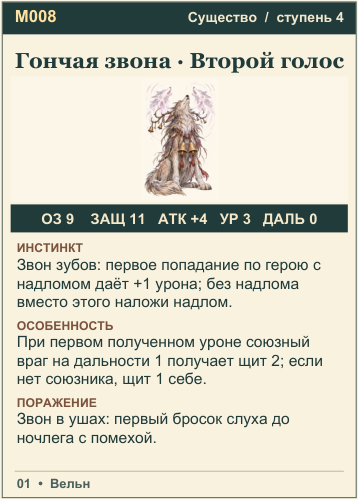 M008
Существо / ступень 4
Гончая звона · Второй голос
ОЗ 9 ЗАЩ 11 АТК +4 УР 3 ДАЛЬ 0
ИНСТИНКТ
Звон зубов: первое попадание по герою с
надломом даёт +1 урона; без надлома
вместо этого наложи надлом.
ОСОБЕННОСТЬ
При первом полученном уроне союзный
враг на дальности 1 получает щит 2; если
нет союзника, щит 1 себе.
ПОРАЖЕНИЕ
Звон в ушах: первый бросок слуха до
ночлега с помехой.
01 • Вельн